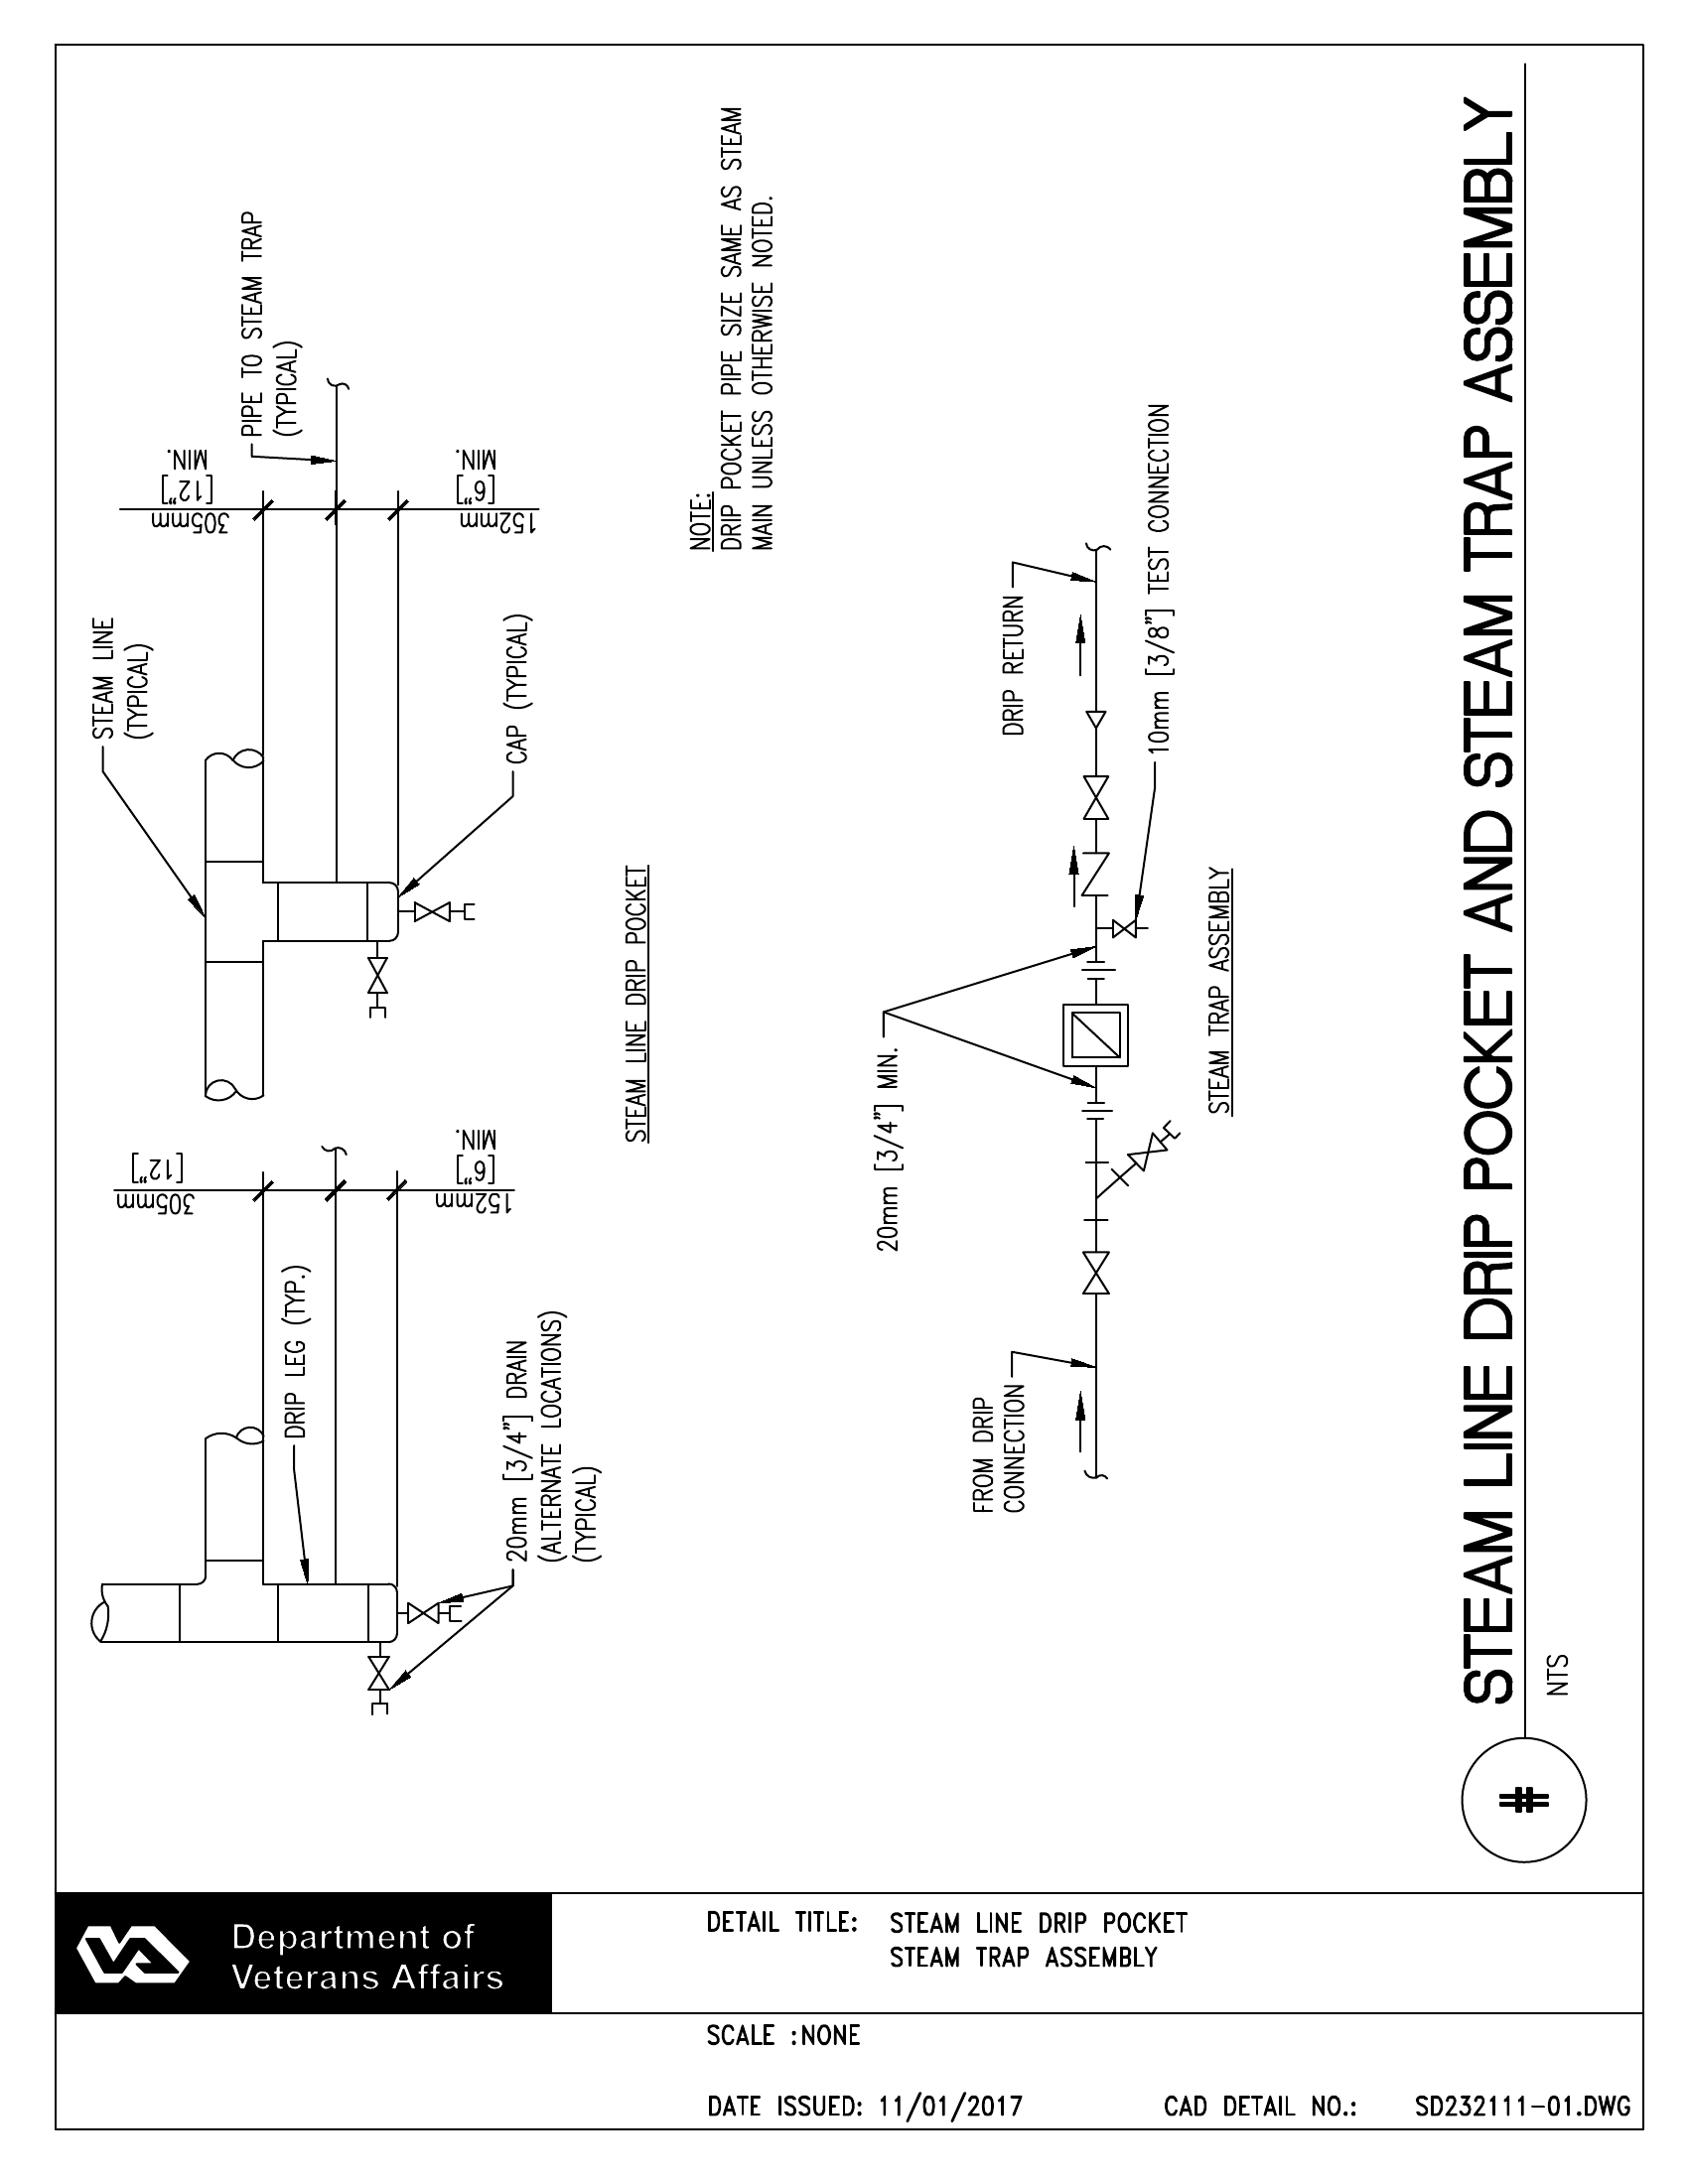 STEAM LINE
(TYPICAL)
PIPE TO STEAM TRAP
(TYPICAL)
305mm
[12"]
MIN.
152mm
[6"]
MIN.
CAP (TYPICAL)
305mm
[12"]
152mm
[6"]
MIN.
DRIP LEG (TYP.)
20mm [3/4"] DRAIN
(ALTERNATE LOCATIONS)
(TYPICAL)
STEAM LINE DRIP POCKET
NOTE:
DRIP POCKET PIPE SIZE SAME AS STEAM
MAIN UNLESS OTHERWISE NOTED.
20mm [3/4"] MIN.
FROM DRIP
CONNECTION
DRIP RETURN
10mm [3/8"] TEST CONNECTION
STEAM TRAP ASSEMBLY
STEAM LINE DRIP POCKET AND STEAM TRAP ASSEMBLY
NTS
#
VA
Department of
Veterans Affairs
DETAIL TITLE: STEAM LINE DRIP POCKET
STEAM TRAP ASSEMBLY
SCALE :NONE
DATE ISSUED: 11/01/2017 CAD DETAIL NO.: SD232111-01.DWG